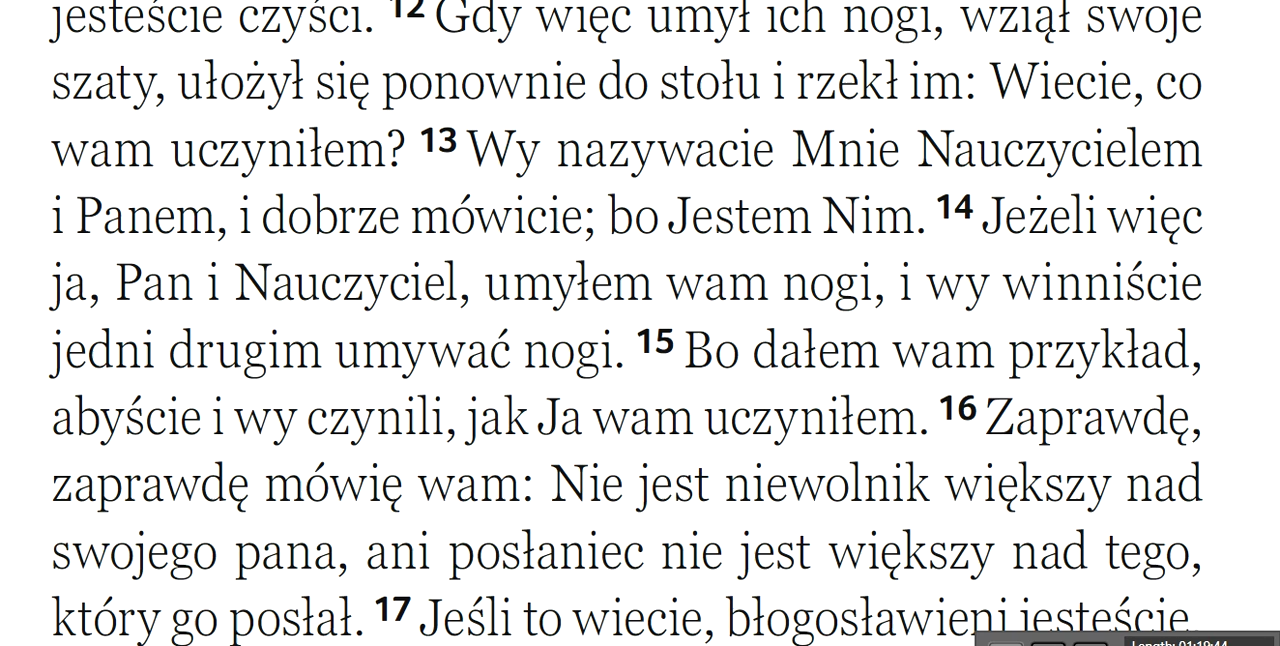 jesteście czyści. 12 Gdy więc umył ich nogi, wziął swoje
szaty, ułożył się ponownie do stołu i rzekł im: Wiecie, co
wam uczyniłem? 13 Wy nazywacie Mnie Nauczycielem
i Panem, i dobrze mówicie; bo Jestem Nim. 14 Jeżeli więc
ja, Pan i Nauczyciel, umyłem wam nogi, i wy winniście
jedni drugim umywać nogi. 15 Bo dałem wam przykład,
abyście i wy czynili, jak Ja wam uczyniłem. 16 Zaprawdę,
zaprawdę mówię wam: Nie jest niewolnik większy nad
swojego pana, ani posłaniec nie jest większy nad tego,
który go posłał. 17 Jeśli to wiecie, błogosławieni jesteście,
Length: 01:19:44